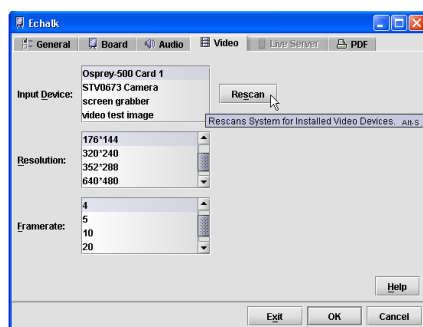 Echalk
General Board Audio Video Live Server PDF
Osprey-500 Card 1
Input Device: STV0673 Camera
screen grabber
video test image
Rescan
Rescans System for Installed Video Devices. Alt-S
176*144
320*240
Resolution: 352*288
640*480
4
5
Framerate: 10
20
Help
Exit OK Cancel